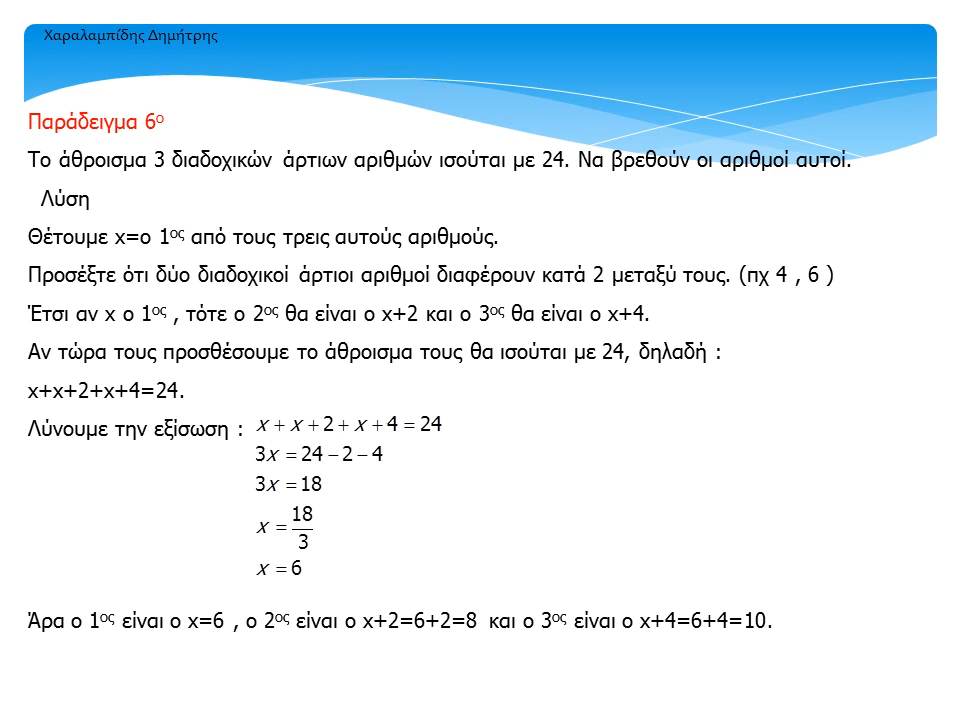 Χαραλαμπίδης Δημήτρης
Παράδειγμα 6ο
Το άθροισμα 3 διαδοχικών άρτιων αριθμών ισούται με 24. Να βρεθούν οι αριθμοί αυτοί.
Λύση
Θέτουμε x=ο 1ος από τους τρεις αυτούς αριθμούς.
Προσέξτε ότι δύο διαδοχικοί άρτιοι αριθμοί διαφέρουν κατά 2 μεταξύ τους. (πχ 4 , 6 )
Έτσι αν x ο 1ος , τότε ο 2ος θα είναι ο x+2 και ο 3ος θα είναι ο x+4.
Αν τώρα τους προσθέσουμε το άθροισμα τους θα ισούται με 24, δηλαδή :
x+x+2+x+4=24.
Λύνουμε την εξίσωση : x + x + 2 + x + 4 = 24
3x = 24 − 2 − 4
3x = 18
x = 18/3
x = 6
Άρα ο 1ος είναι ο x=6 , ο 2ος είναι ο x+2=6+2=8 και ο 3ος είναι ο x+4=6+4=10.